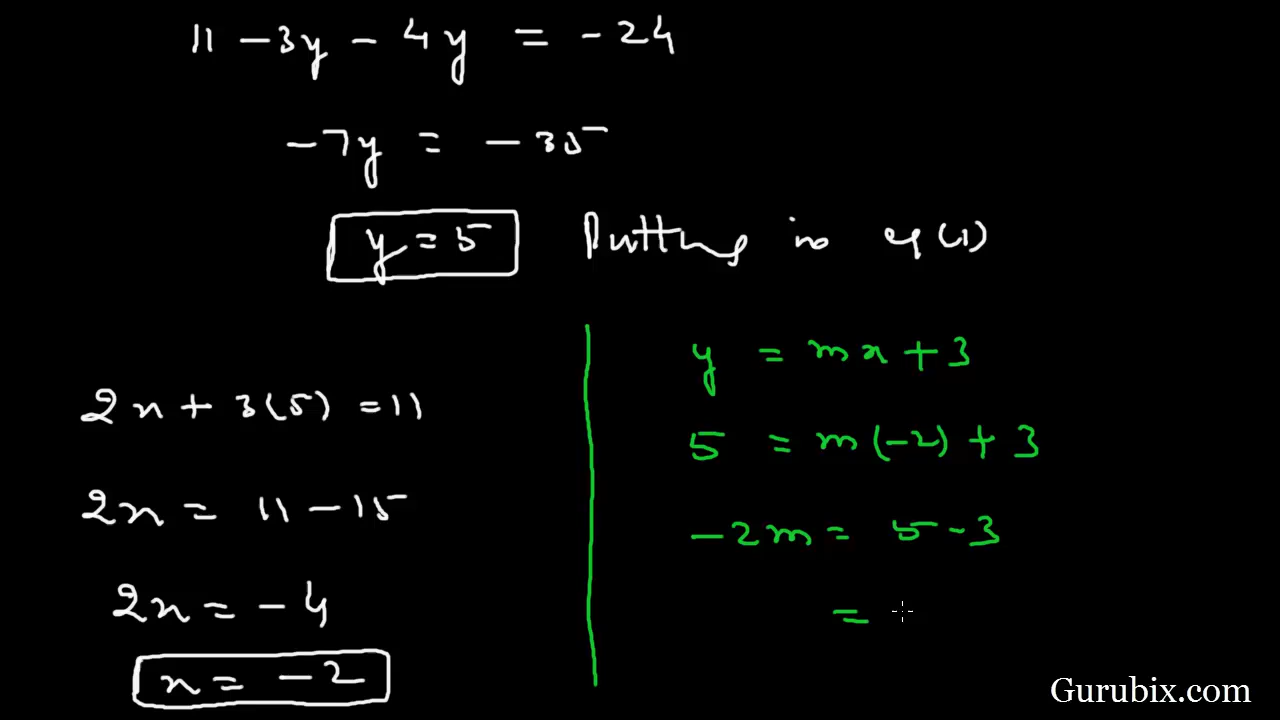 11 - 3y - 4y = - 24
- 7y = - 35
y = 5 Putting in eq (1)
2x + 3(5) = 11
2x = 11 - 15
2x = - 4
x = - 2
y = mx + 3
5 = m(-2) + 3
- 2m = 5 - 3
=
Gurubix.com